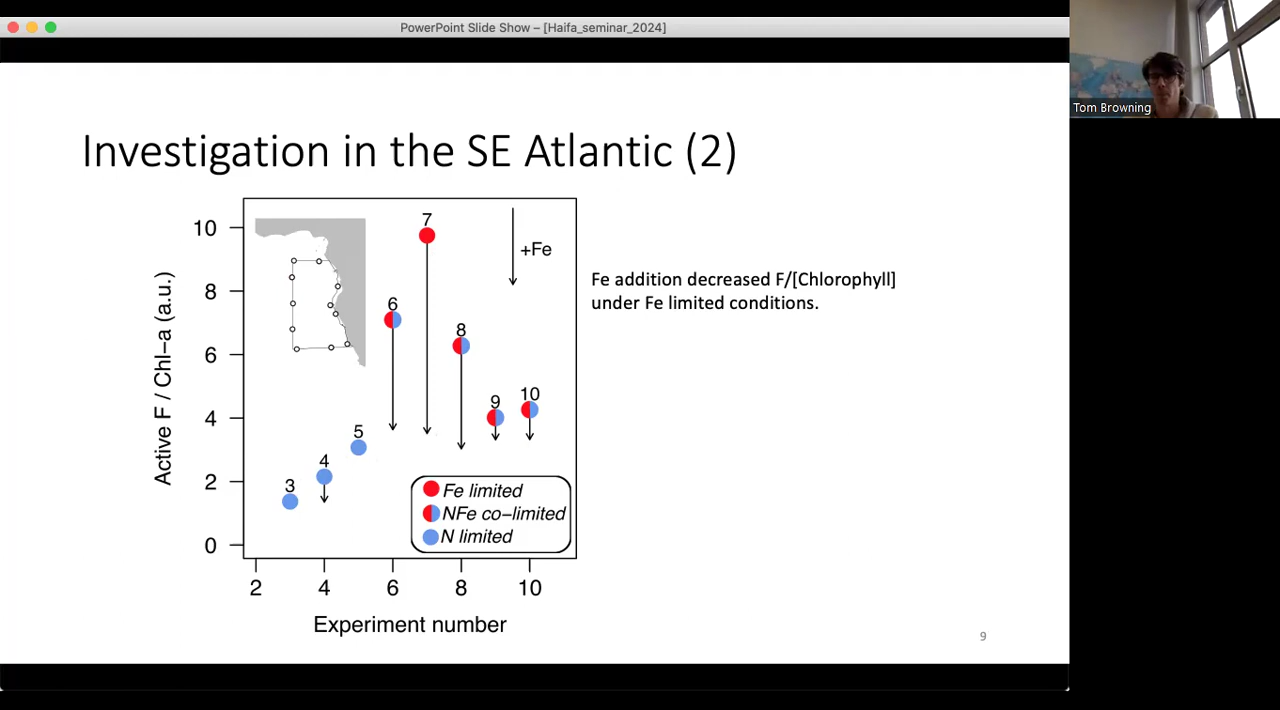 PowerPoint Slide Show – [Haifa_seminar_2024]
Tom Browning
Investigation in the SE Atlantic (2)
Active F / Chl–a (a.u.)
10
8
6
4
2
0
7
6
8
9
10
5
4
3
+Fe
Fe limited
NFe co–limited
N limited
2
4
6
8
10
Experiment number
Fe addition decreased F/[Chlorophyll]
under Fe limited conditions.
9